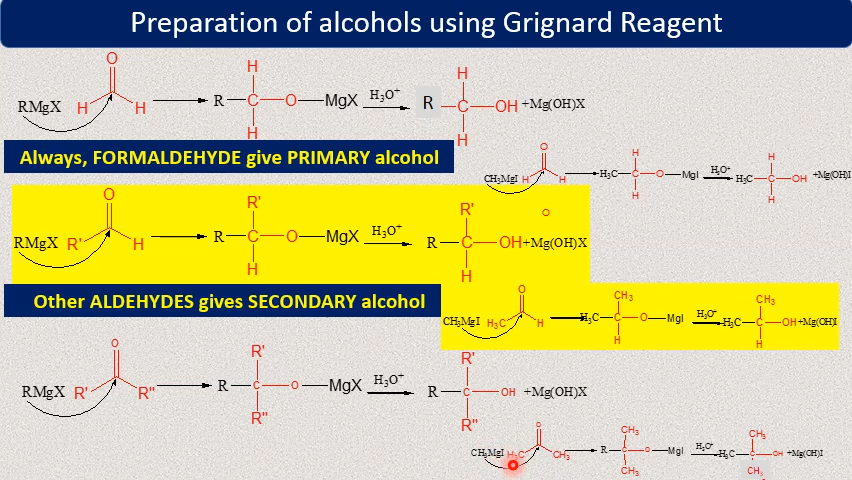 Preparation of alcohols using Grignard Reagent
O
H
H
RMgX H H
R C O MgX
H₃O⁺
R C OH +Mg(OH)X
H
H
Always, FORMALDEHYDE give PRIMARY alcohol
O
CH₃MgI H H
H
H₃C C O MgI
H
H₃O⁺
H
H₃C C OH +Mg(OH)I
H
O
RMgX R' H
R'
R C O MgX
H
H₃O⁺
R'
R C OH+Mg(OH)X
H
Other ALDEHYDES gives SECONDARY alcohol
O
CH₃MgI H₃C H
CH₃
H₃C C O MgI
H
H₃O⁺
CH₃
H₃C C OH+Mg(OH)I
H
O
RMgX R' R"
R'
R C O MgX
R"
H₃O⁺
R'
R C OH +Mg(OH)X
R"
O
CH₃MgI H₃C CH₃
CH₃
R C O MgI
CH₃
H₃O⁺
CH₃
H₃C C OH +Mg(OH)I
CH₃